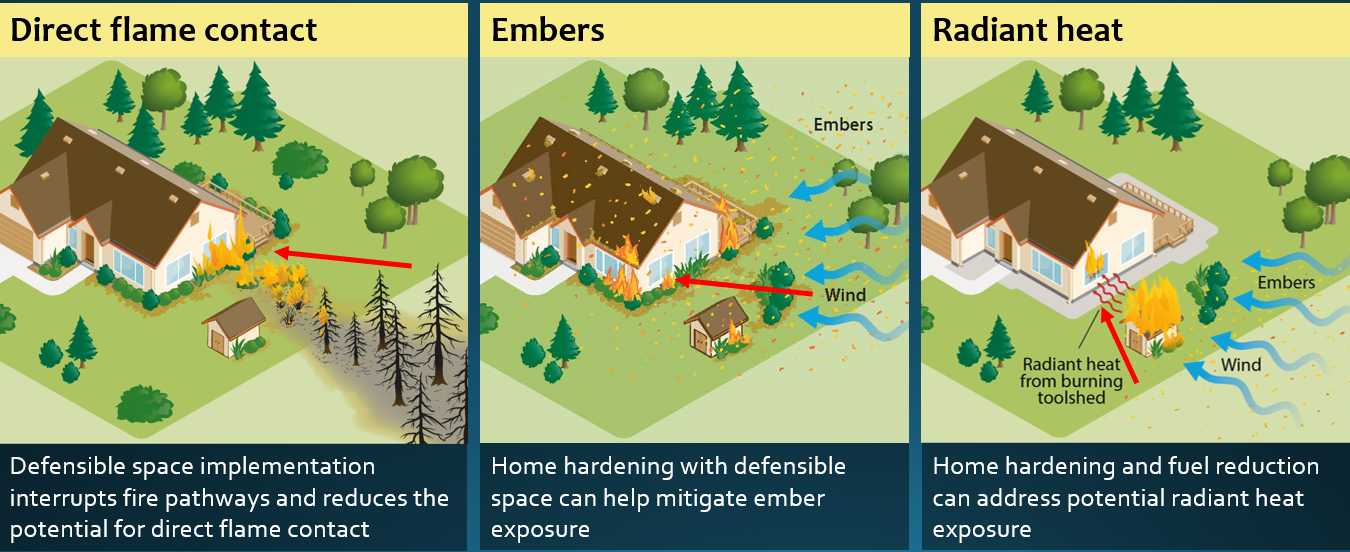 Direct flame contact
Defensible space implementation
interrupts fire pathways and reduces the
potential for direct flame contact
Embers
Embers
Wind
Home hardening with defensible
space can help mitigate ember
exposure
Radiant heat
Embers
Wind
Radiant heat
from burning
toolshed
Home hardening and fuel reduction
can address potential radiant heat
exposure